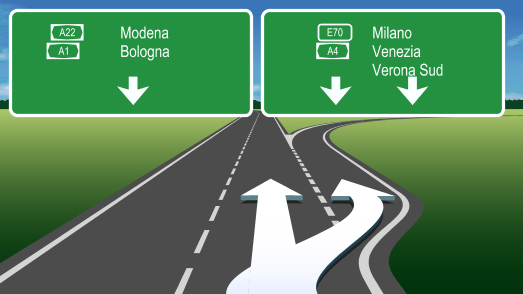 A22 Modena
A1 Bologna
E70 Milano
A4 Venezia
Verona Sud